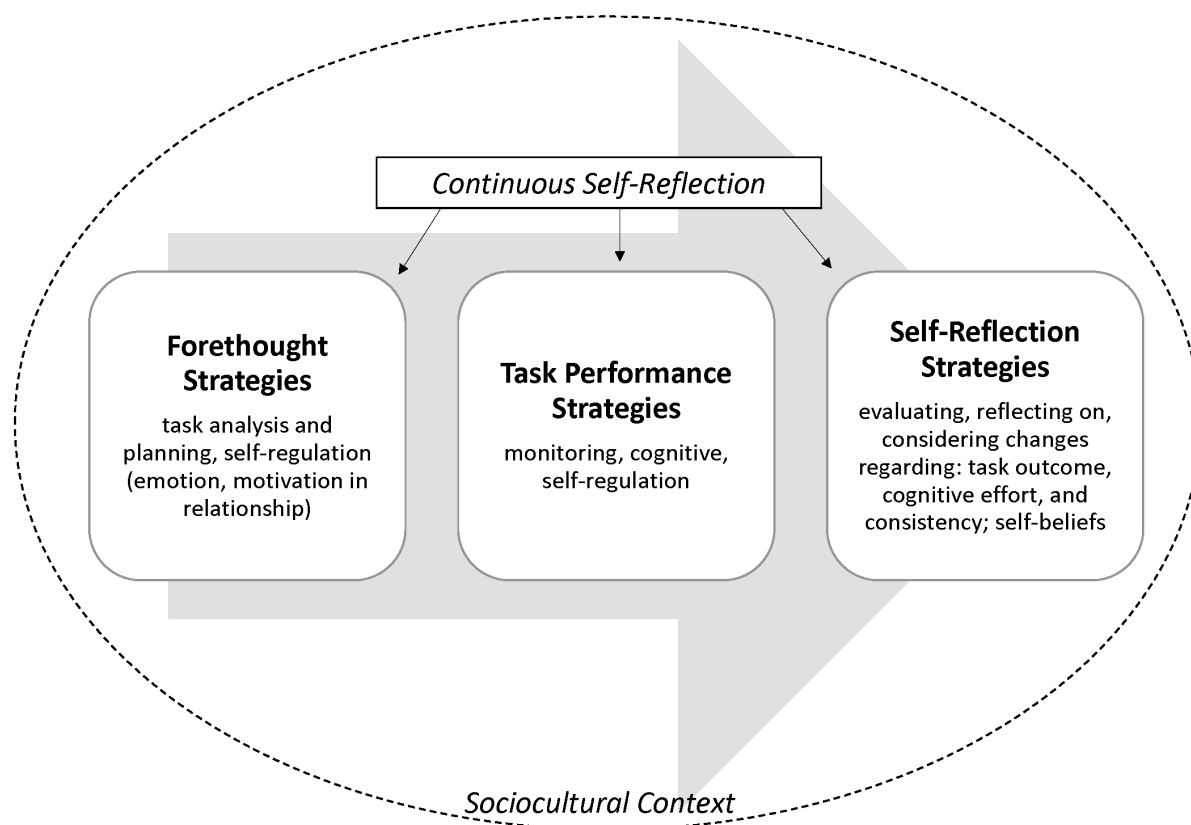 Continuous Self-Reflection
Forethought
Strategies
task analysis and
planning, self-regulation
(emotion, motivation in
relationship)
Task Performance
Strategies
monitoring, cognitive,
self-regulation
Self-Reflection
Strategies
evaluating, reflecting on,
considering changes
regarding: task outcome,
cognitive effort, and
consistency; self-beliefs
Sociocultural Context